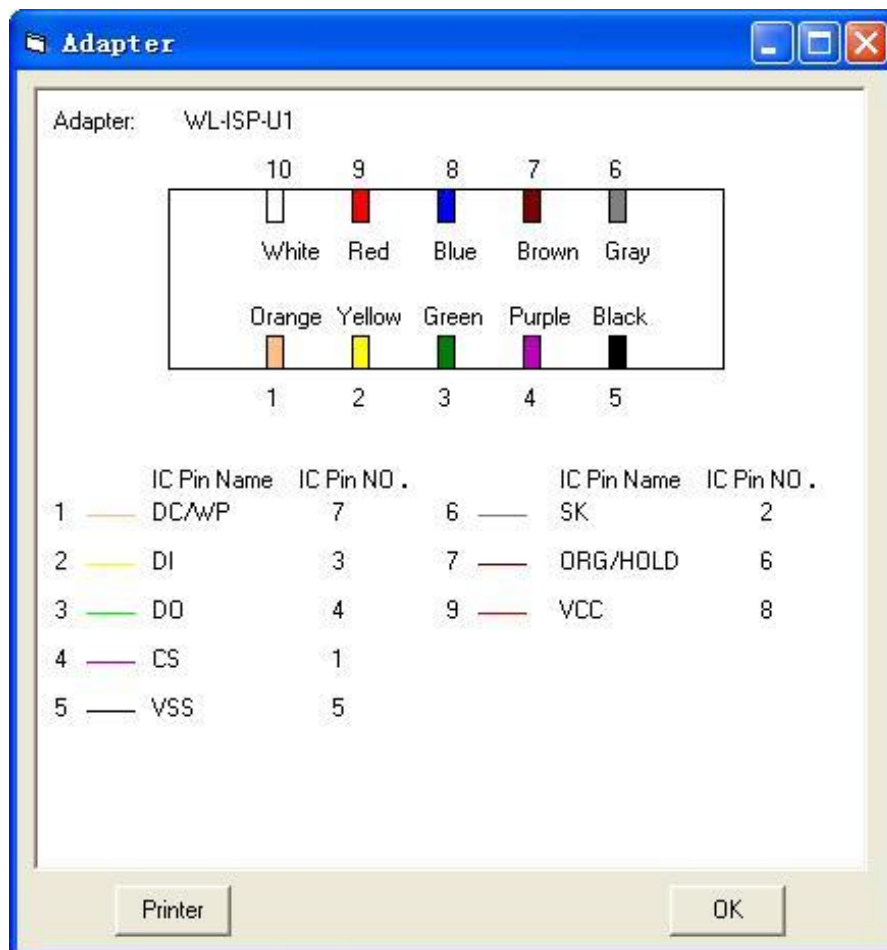 Adapter
Adapter: WL-ISP-U1
10 9 8 7 6
White Red Blue Brown Gray
Orange Yellow Green Purple Black
1 2 3 4 5
IC Pin Name IC Pin NO. IC Pin Name IC Pin NO.
1 DC/WP 7 6 SK 2
2 DI 3 7 ORG/HOLD 6
3 DO 4 9 VCC 8
4 CS 1
5 VSS 5
Printer OK